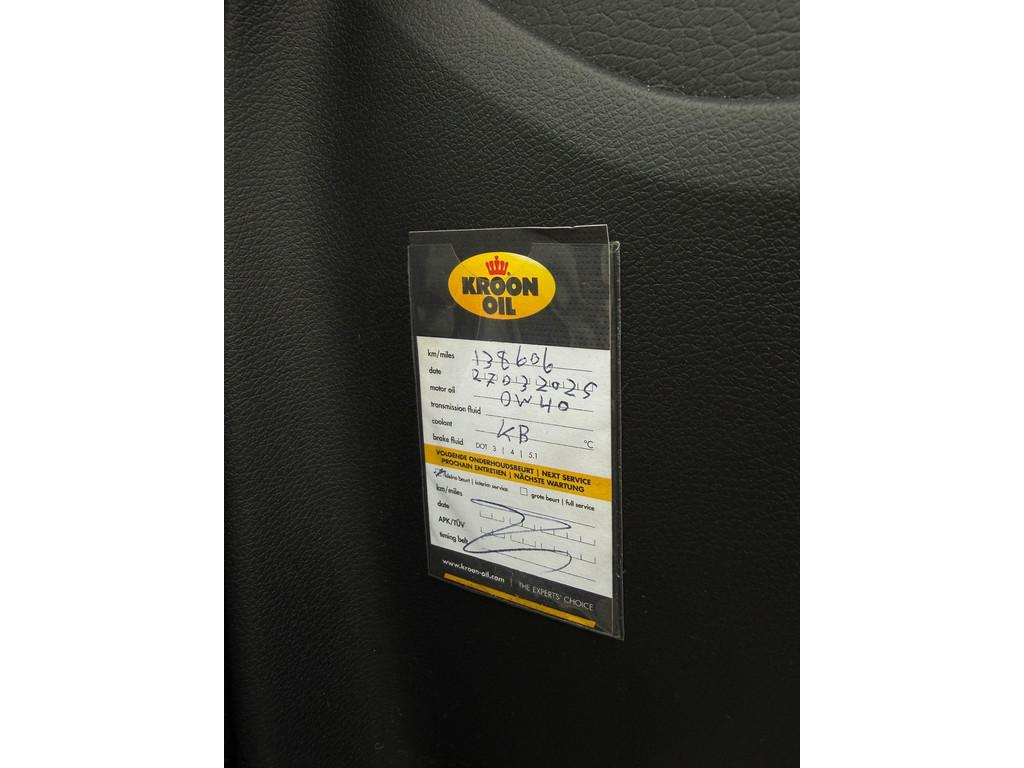 KROON
OIL
km/miles 138606
date 27032025
motor oil 0W40
transmission fluid
coolant KB °C
brake fluid DOT 3 | 4 | 5.1
VOLGENDE ONDERHOUDSBEURT | NEXT SERVICE
PROCHAIN ENTRETIEN | NÄCHSTE WARTUNG
kleine beurt | interim service grote beurt | full service
km/miles
date
APK/TÜV
timing belt
www.kroon-oil.com | THE EXPERTS' CHOICE